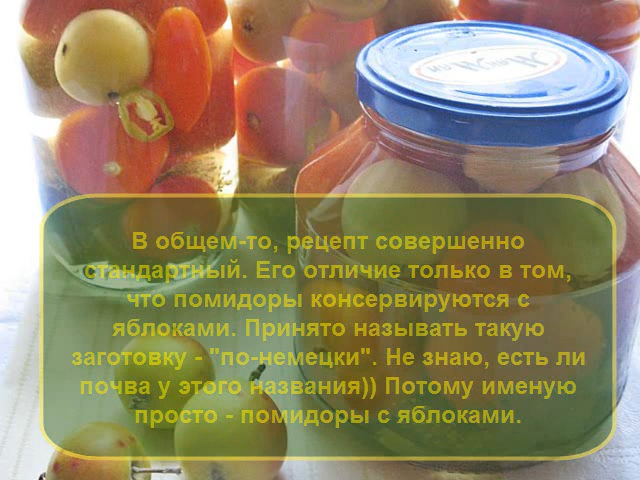 В общем-то, рецепт совершенно
стандартный. Его отличие только в том,
что помидоры консервируются с
яблоками. Принято называть такую
заготовку - "по-немецки". Не знаю, есть ли
почва у этого названия)) Потому именую
просто - помидоры с яблоками.